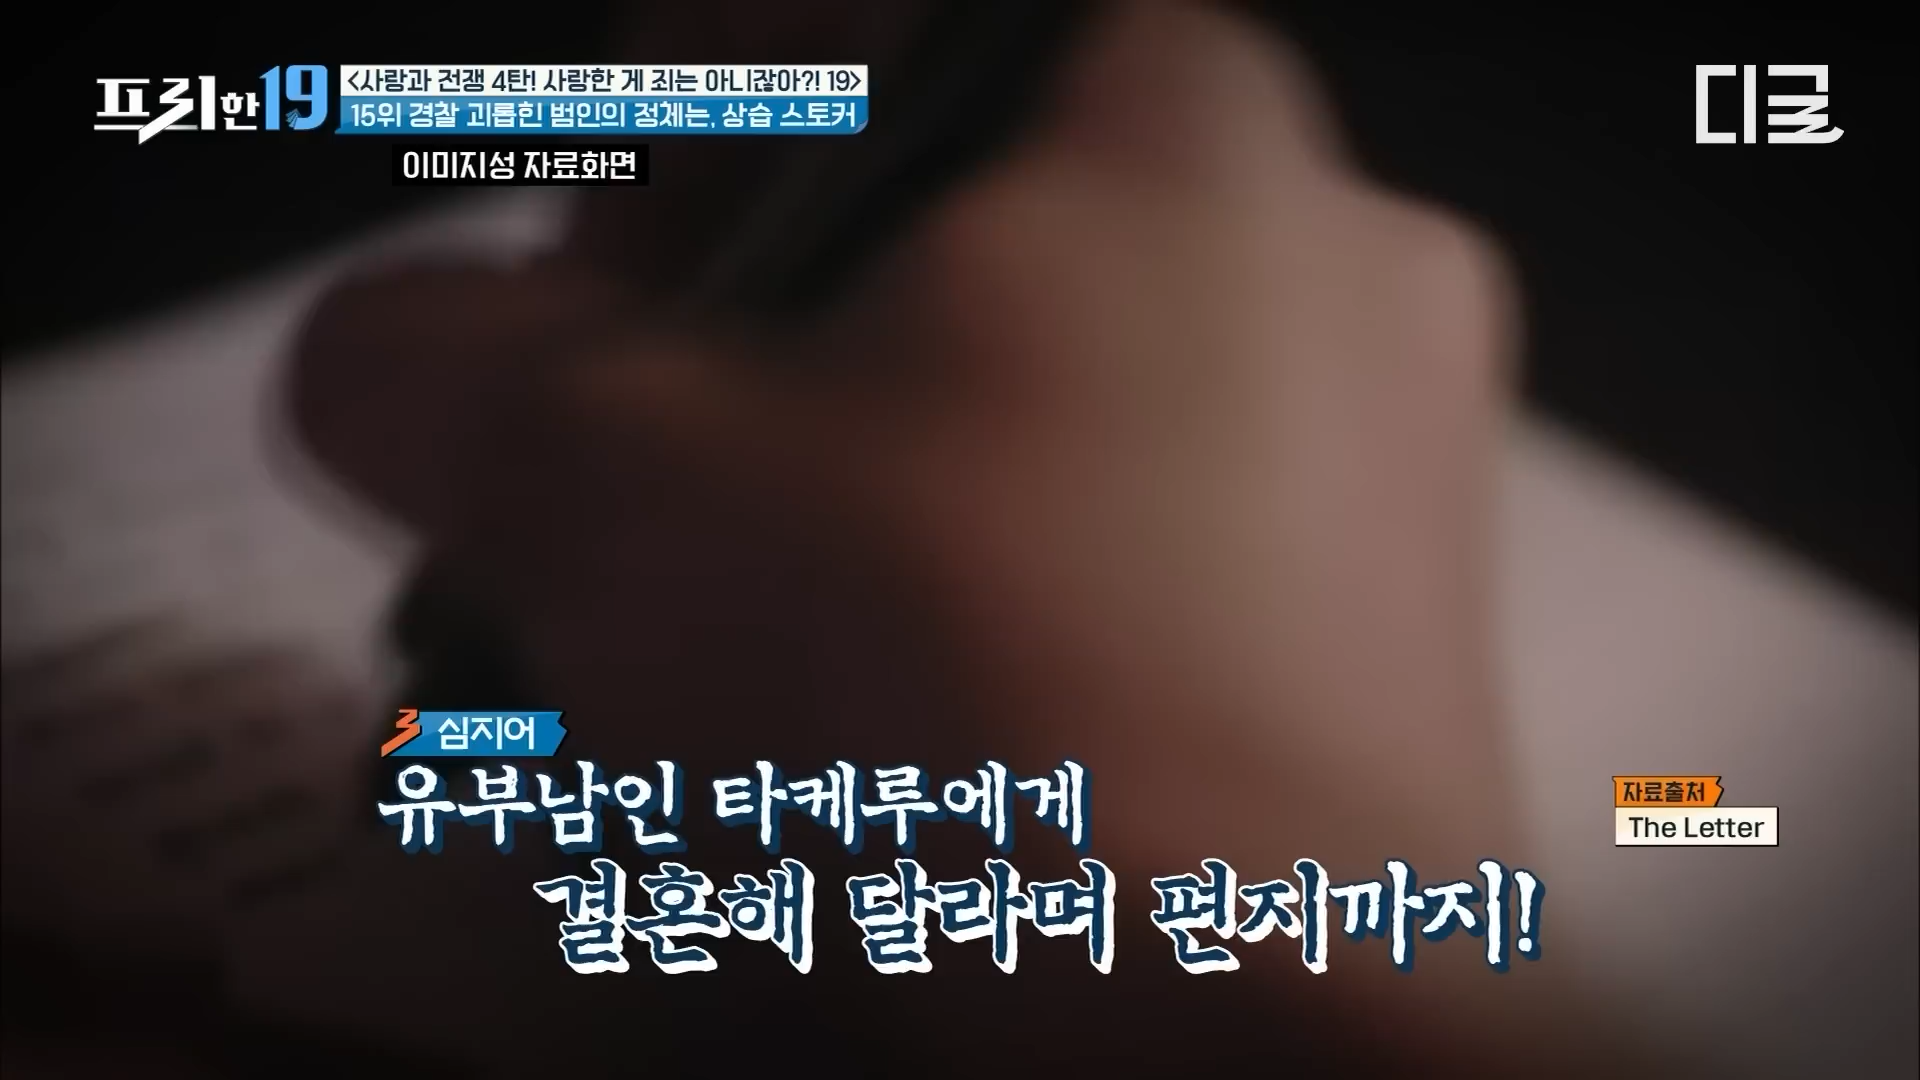 프리한19
<사랑과 전쟁 4탄! 사랑한 게 죄는 아니잖아?! 19>
15위 경찰 괴롭힌 범인의 정체는, 상습 스토커
이미지성 자료화면
디글
심지어
유부남인 타케루에게
결혼해 달라며 편지까지!
자료출처
The Letter